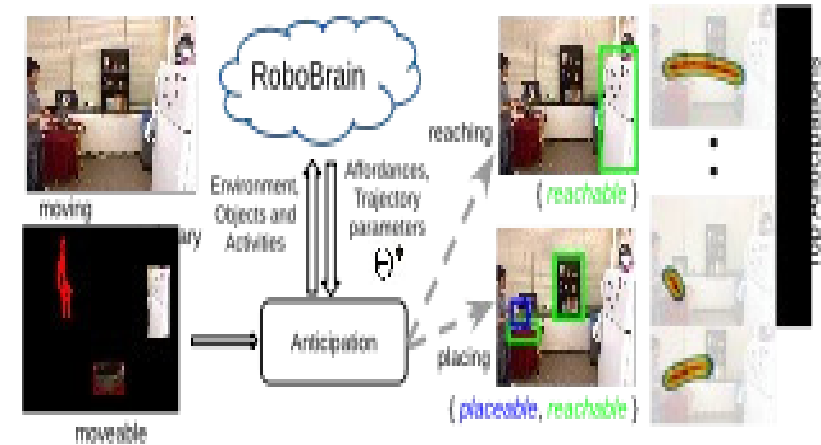 RoboBrain
reaching
Environment,
Objects and
Activities
Affordances,
Trajectory
parameters
Θ*
( reachable )
moving
ary
Anticipation
placing
( placeable, reachable )
moveable